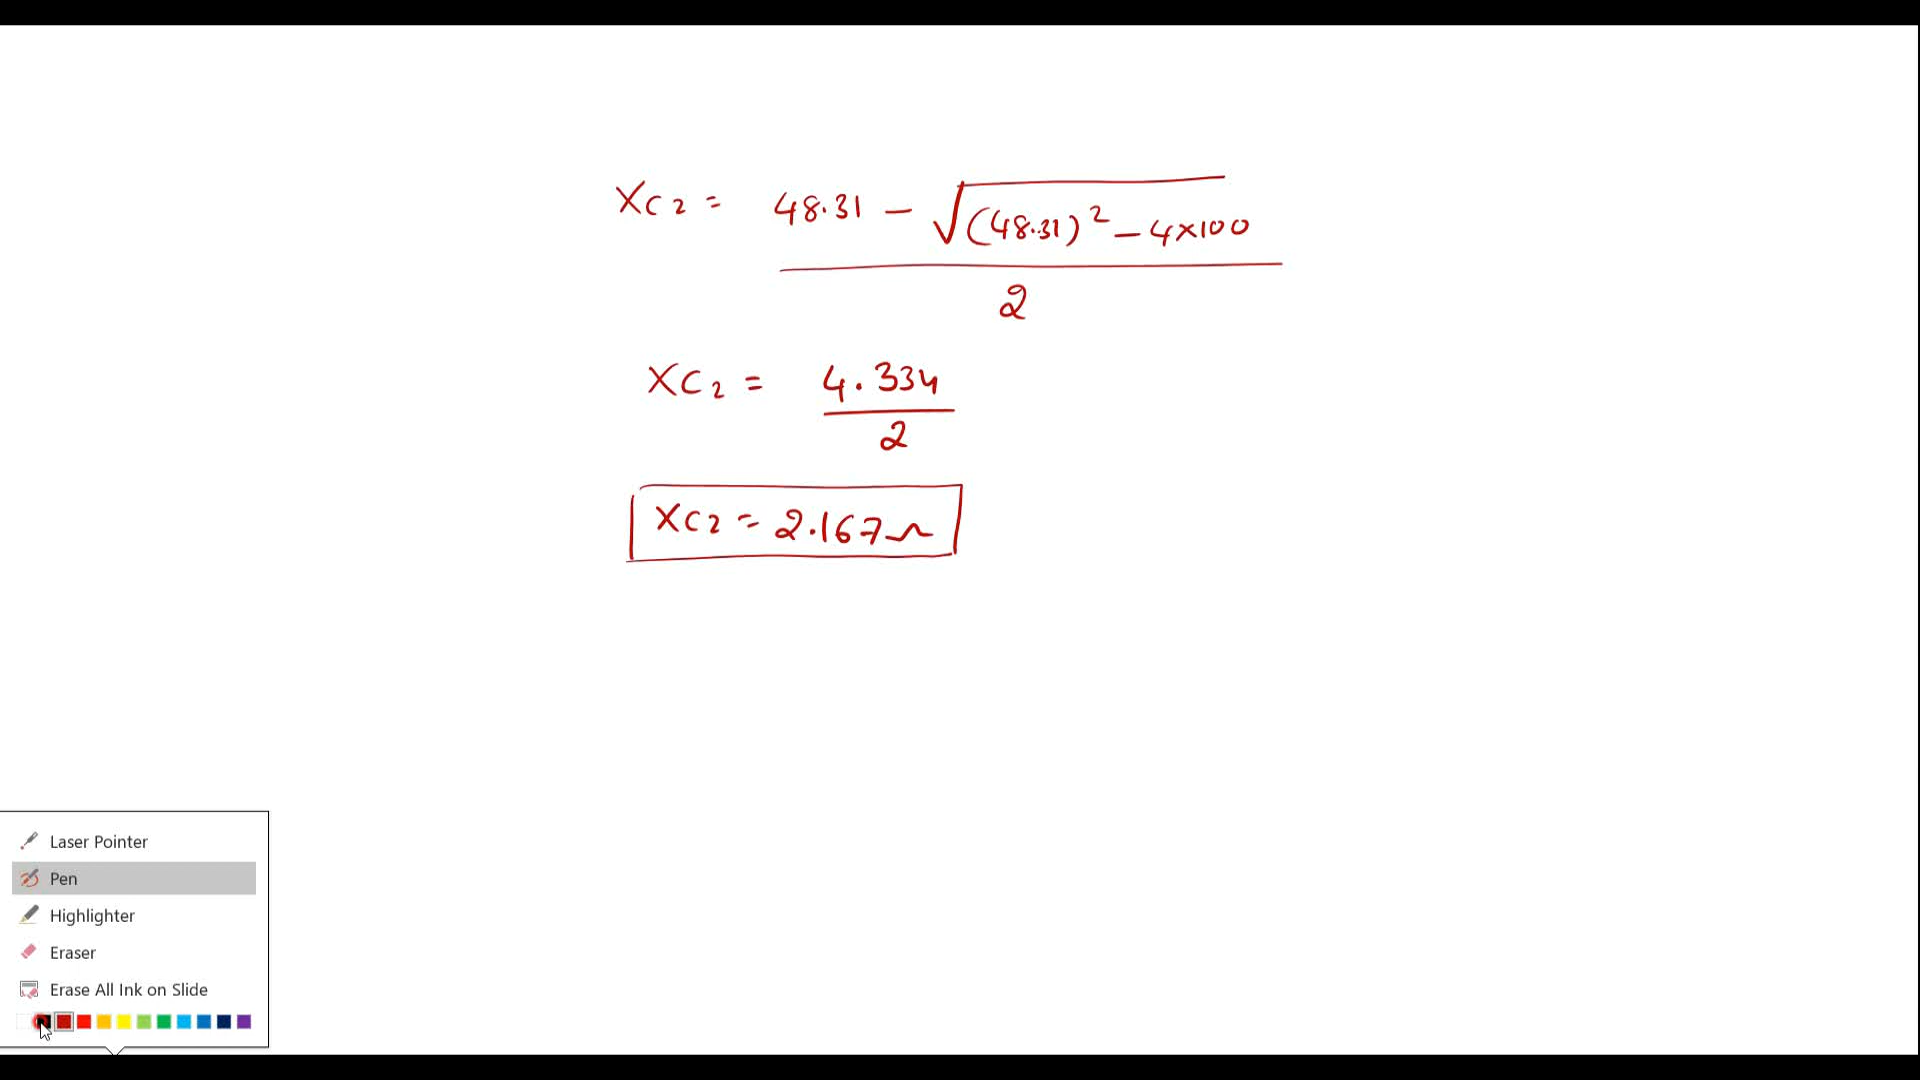 Xc₂ = 48.31 - √(48.31)² - 4×100
2
Xc₂ = 4.334
2
Xc₂ = 2.167Ω
Laser Pointer
Pen
Highlighter
Eraser
Erase All Ink on Slide